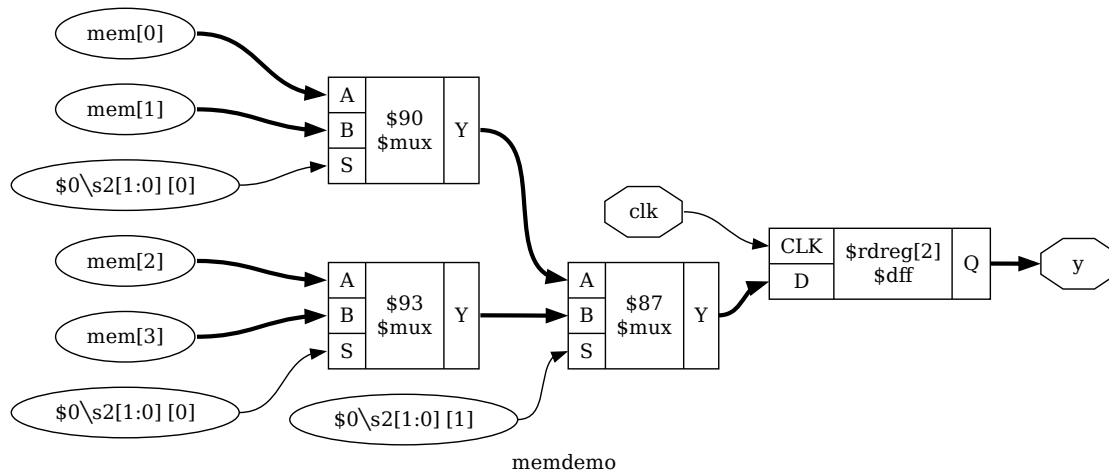 mem[0]
mem[1]
$0\s2[1:0] [0]
A
B
S
$90
$mux
Y
mem[2]
mem[3]
$0\s2[1:0] [0]
A
B
S
$93
$mux
Y
$0\s2[1:0] [1]
A
B
S
$87
$mux
Y
clk
CLK
D
$rdreg[2]
$dff
Q
y
memdemo